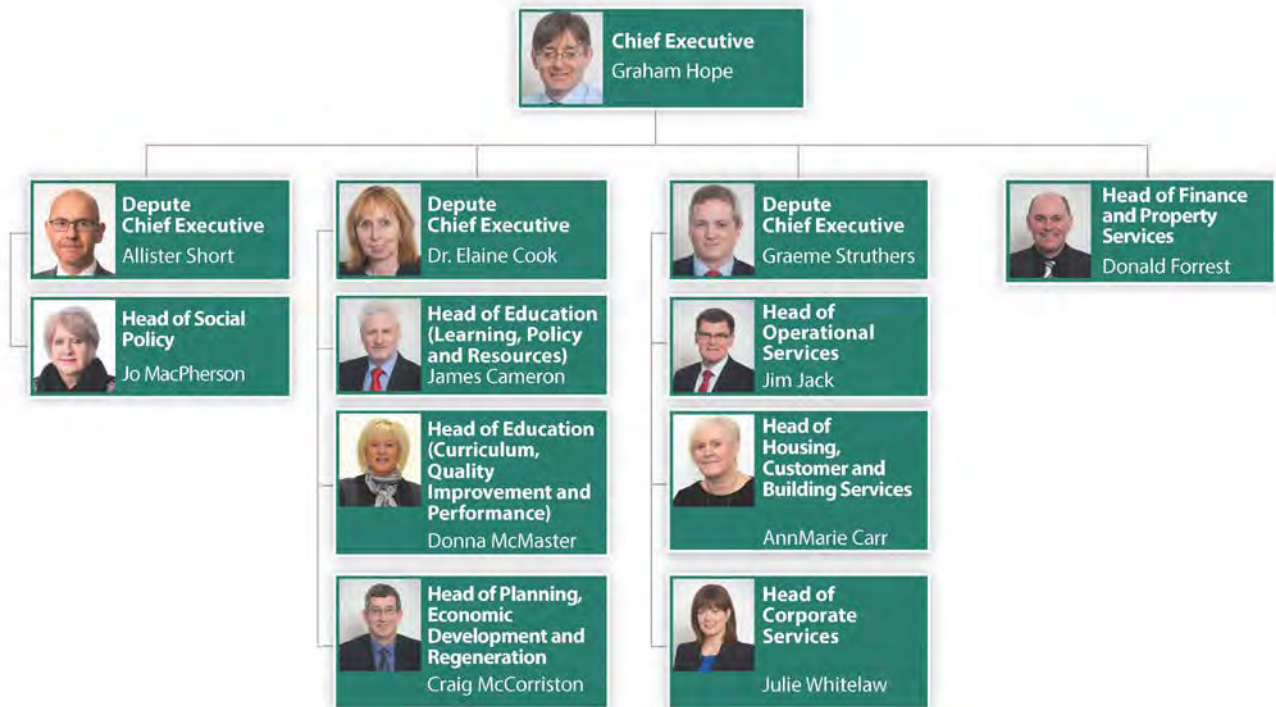 Chief Executive
Graham Hope
Depute
Chief Executive
Allister Short
Head of Social
Policy
Jo MacPherson
Depute
Chief Executive
Dr. Elaine Cook
Head of Education
(Learning, Policy
and Resources)
James Cameron
Head of Education
(Curriculum,
Quality
Improvement and
Performance)
Donna McMaster
Head of Planning,
Economic
Development and
Regeneration
Craig McCorriston
Depute
Chief Executive
Graeme Struthers
Head of
Operational
Services
Jim Jack
Head of
Housing,
Customer and
Building Services
AnnMarie Carr
Head of
Corporate
Services
Julie Whitelaw
Head of Finance
and Property
Services
Donald Forrest